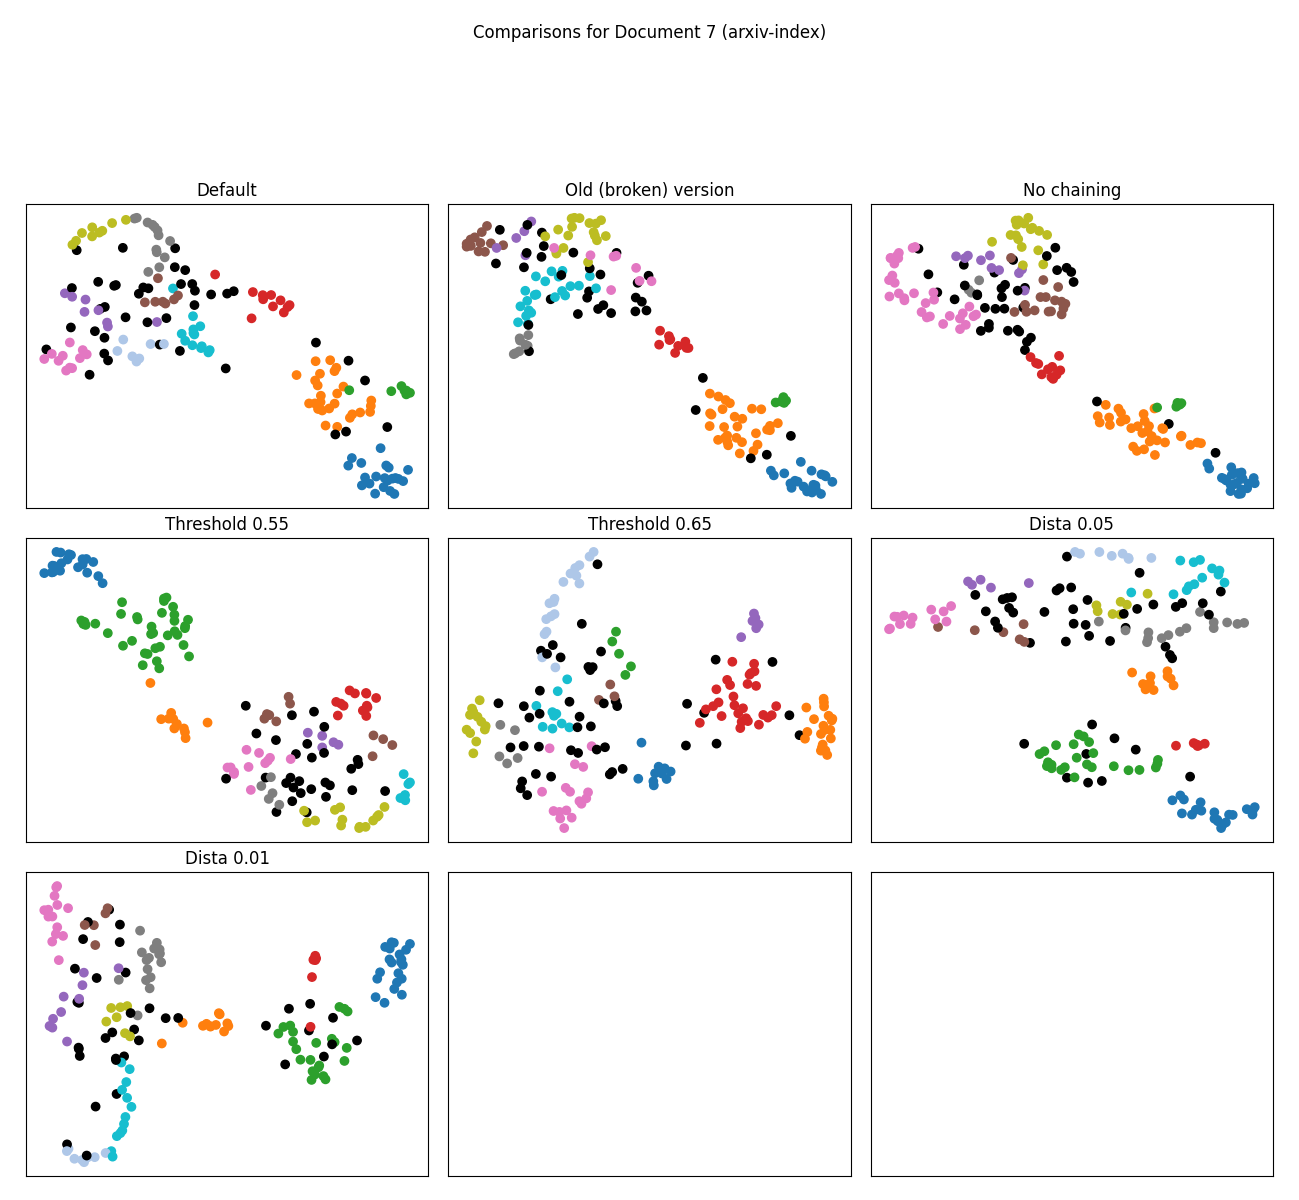 Comparisons for Document 7 (arxiv-index)
Default
Old (broken) version
No chaining
Threshold 0.55
Threshold 0.65
Dista 0.05
Dista 0.01